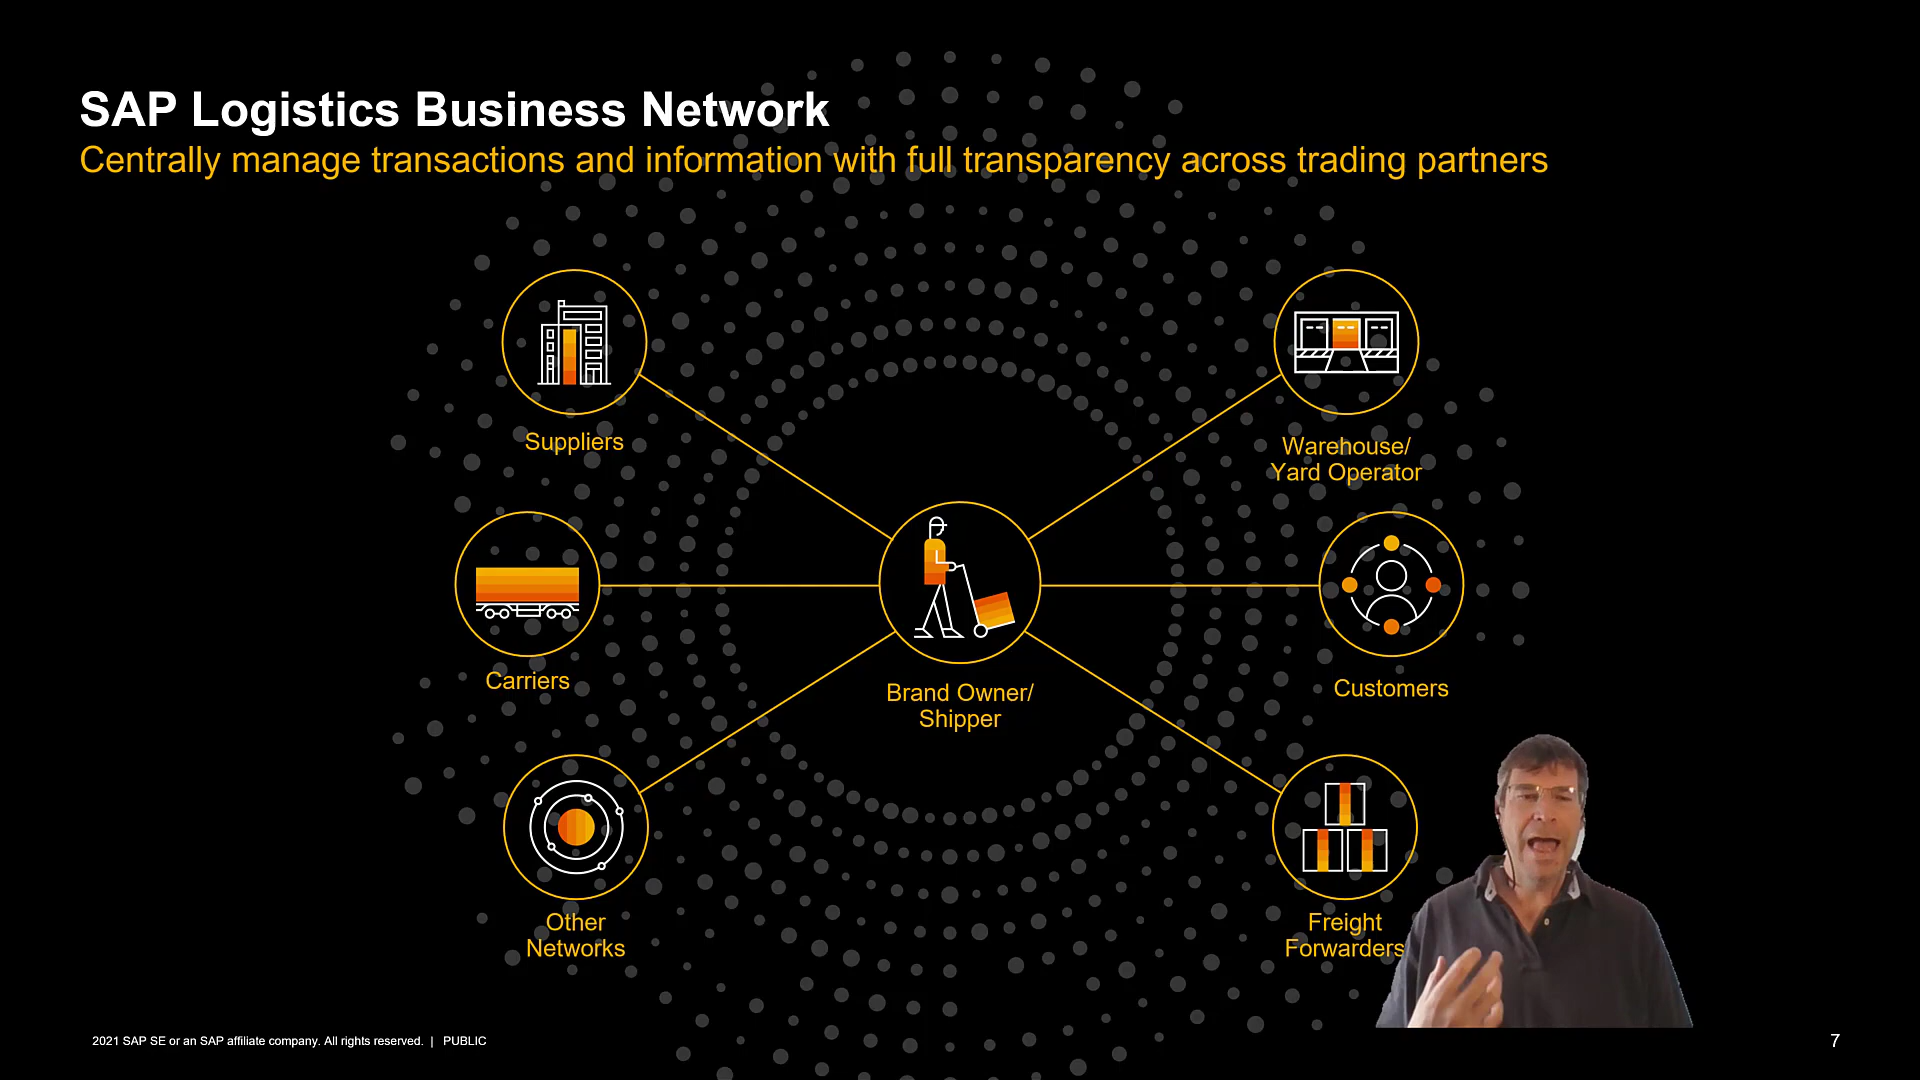 SAP Logistics Business Network
Centrally manage transactions and information with full transparency across trading partners
Suppliers
Warehouse/
Yard Operator
Carriers
Brand Owner/
Shipper
Customers
Other
Networks
Freight
Forwarders
2021 SAP SE or an SAP affiliate company. All rights reserved. | PUBLIC
7